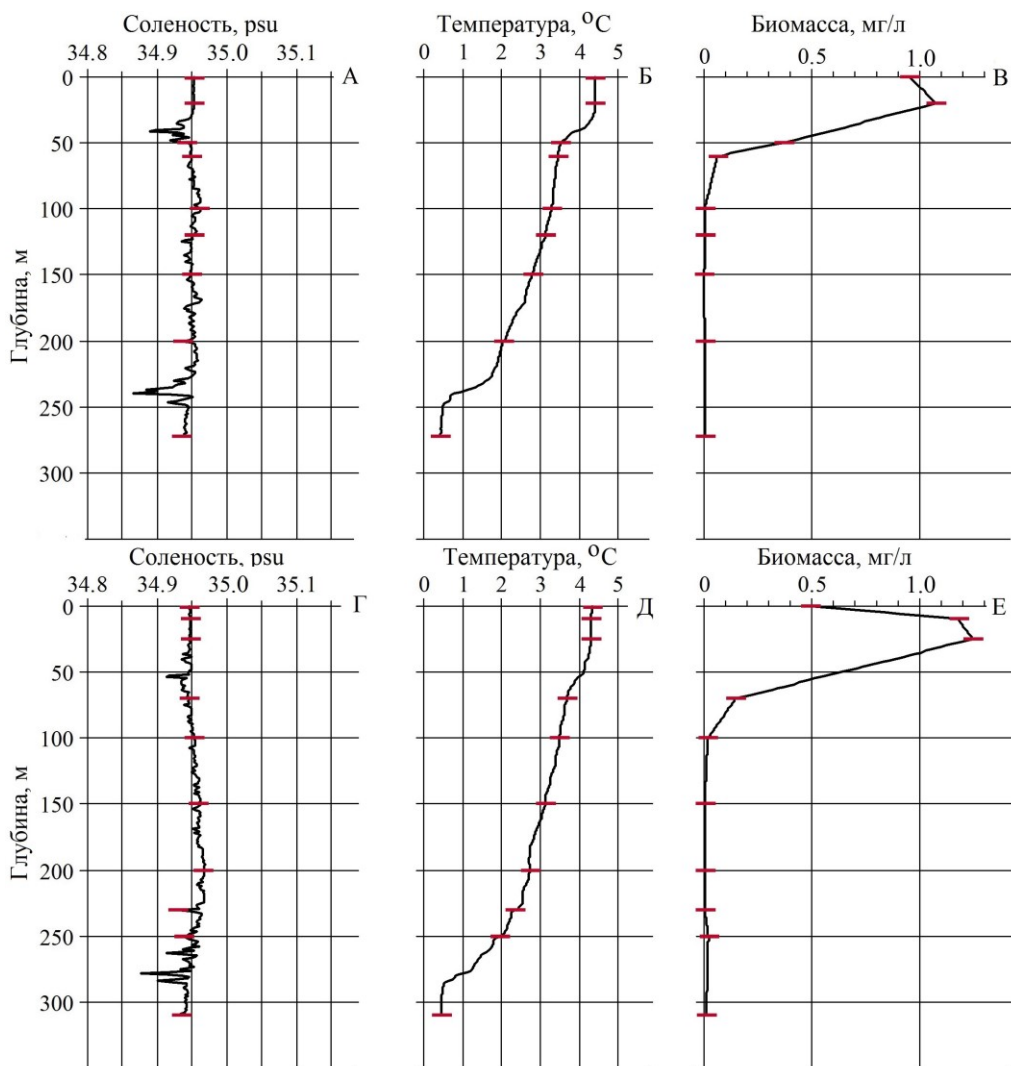 Соленость, psu
34.8 34.9 35.0 35.1
А
0
50
100
150
200
250
300
Глубина, м
Температура, °C
0 1 2 3 4 5
Б
Биомасса, мг/л
0 0.5 1.0
В
Соленость, psu
34.8 34.9 35.0 35.1
Г
0
50
100
150
200
250
300
Глубина, м
Температура, °C
0 1 2 3 4 5
Д
Биомасса, мг/л
0 0.5 1.0
Е